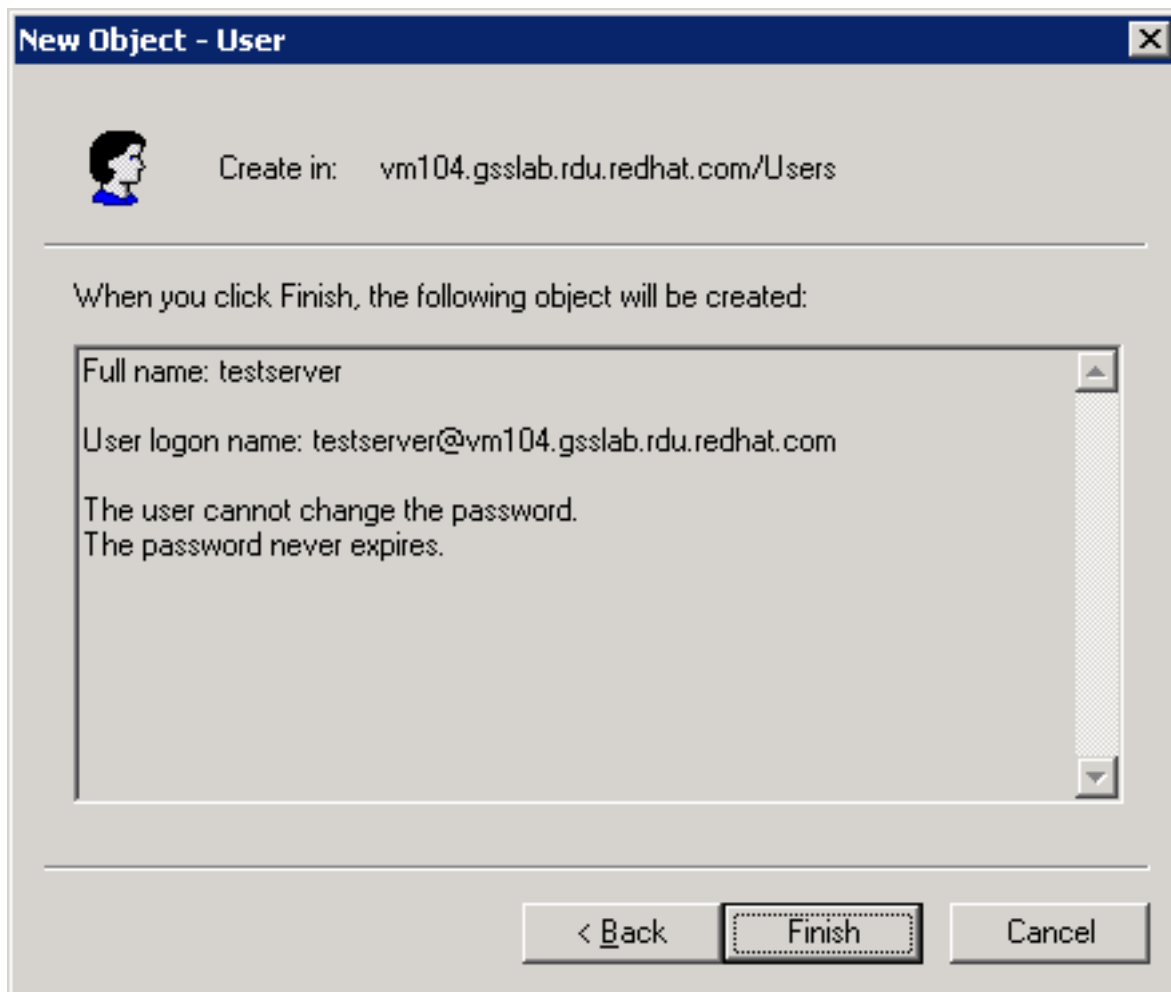 New Object - User
Create in: vm104.gsslab.rdu.redhat.com/Users
When you click Finish, the following object will be created:
Full name: testserver
User logon name: testserver@vm104.gsslab.rdu.redhat.com
The user cannot change the password.
The password never expires.
< Back
Finish
Cancel